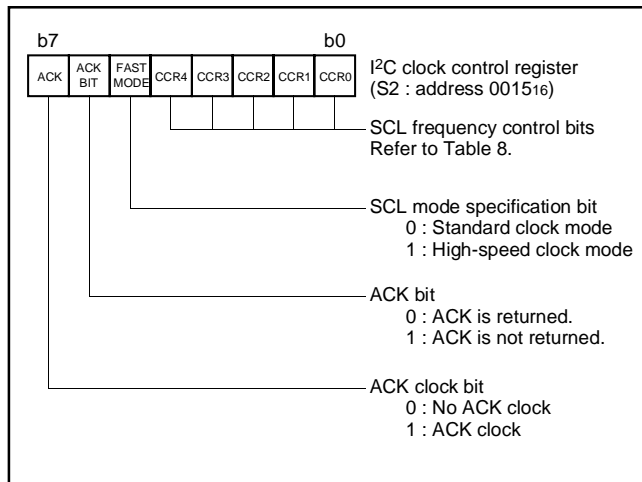 b7 b0
ACK ACK BIT FAST MODE CCR4 CCR3 CCR2 CCR1 CCR0
I²C clock control register
(S2 : address 001516)
SCL frequency control bits
Refer to Table 8.
SCL mode specification bit
0 : Standard clock mode
1 : High-speed clock mode
ACK bit
0 : ACK is returned.
1 : ACK is not returned.
ACK clock bit
0 : No ACK clock
1 : ACK clock